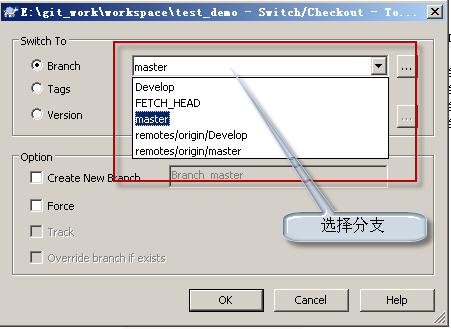 E:\git_work\workspace\test_demo - Switch/Checkout - To...
Switch To
Branch
master
...
Develop
FETCH_HEAD
master
remotes/origin/Develop
remotes/origin/master
Tags
Version
...
Option
Create New Branch
Branch_master
Force
选择分支
Track
Override branch if exists
OK
Cancel
Help